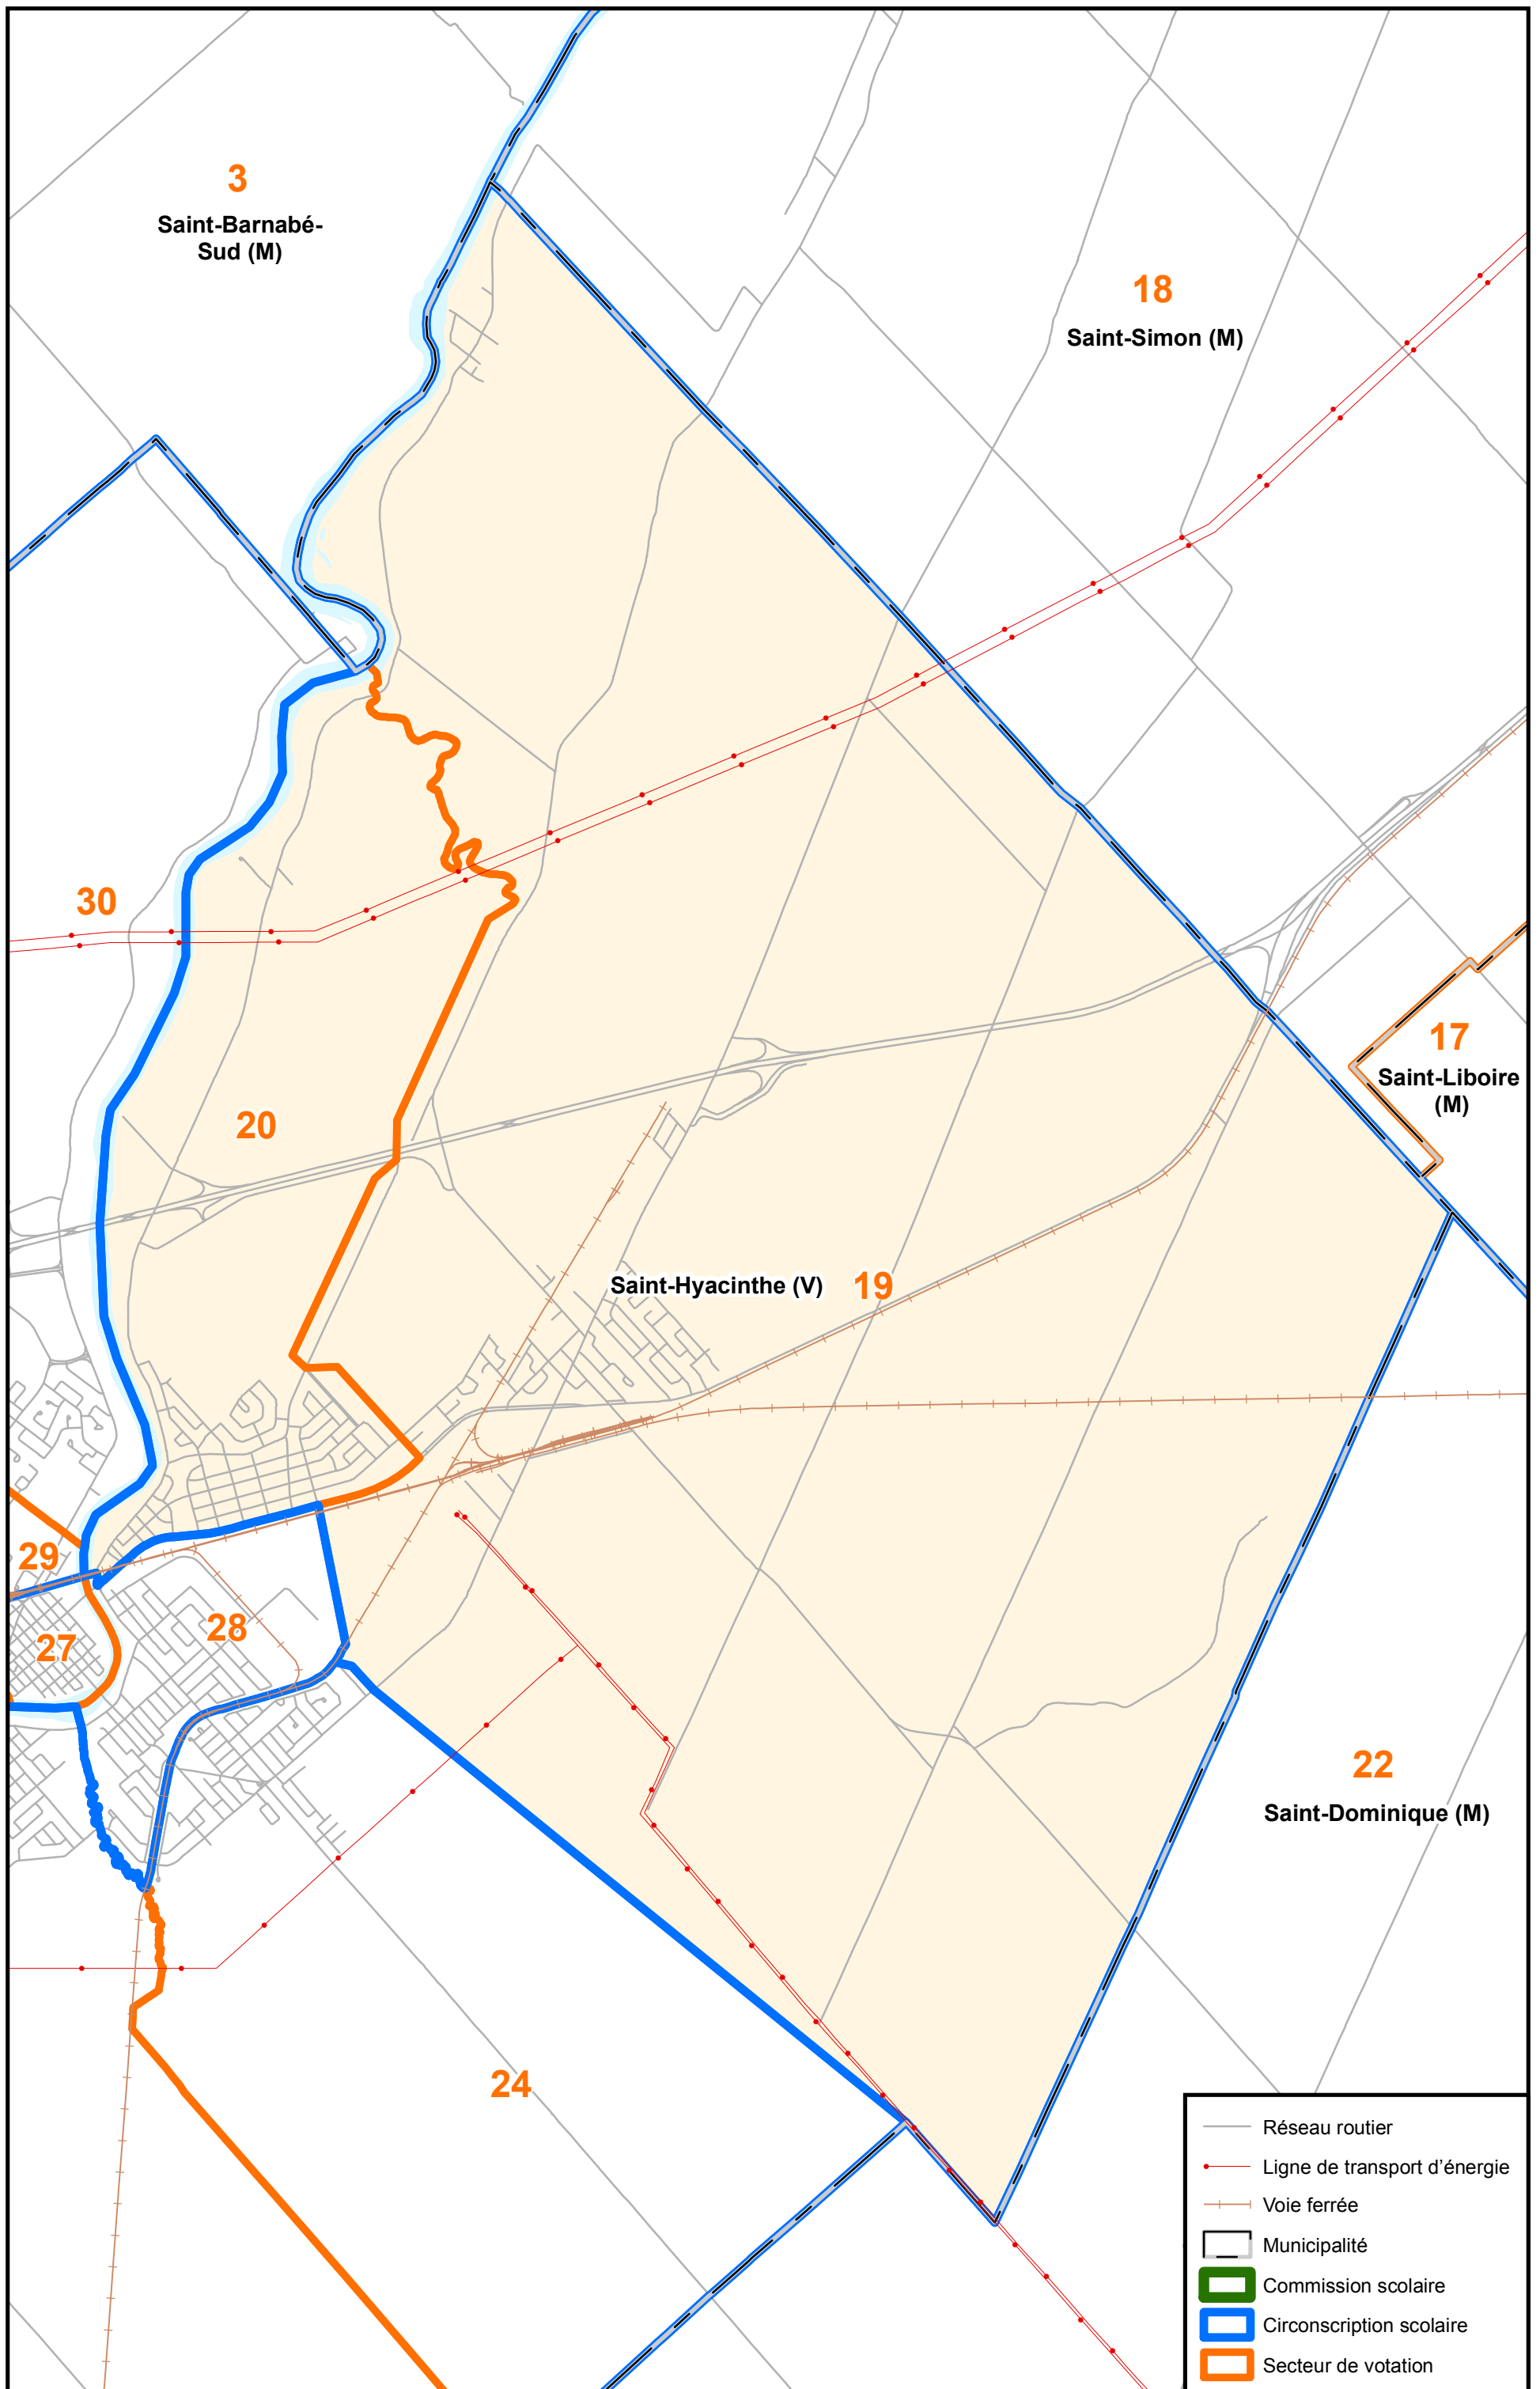 3
Saint-Barnabé-
Sud (M)
18
Saint-Simon (M)
30
17
Saint-Liboire
(M)
20
Saint-Hyacinthe (V)
19
29
28
27
22
Saint-Dominique (M)
24
Réseau routier
Ligne de transport d’énergie
Voie ferrée
Municipalité
Commission scolaire
Circonscription scolaire
Secteur de votation